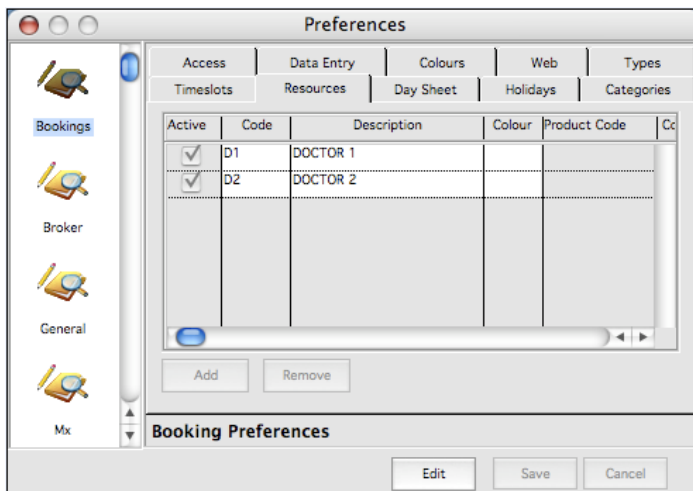 Preferences
Access Data Entry Colours Web Types
Timeslots Resources Day Sheet Holidays Categories
Active Code Description Colour Product Code Cc
D1 DOCTOR 1
D2 DOCTOR 2
Bookings
Broker
General
Mx
Add Remove
Booking Preferences
Edit Save Cancel